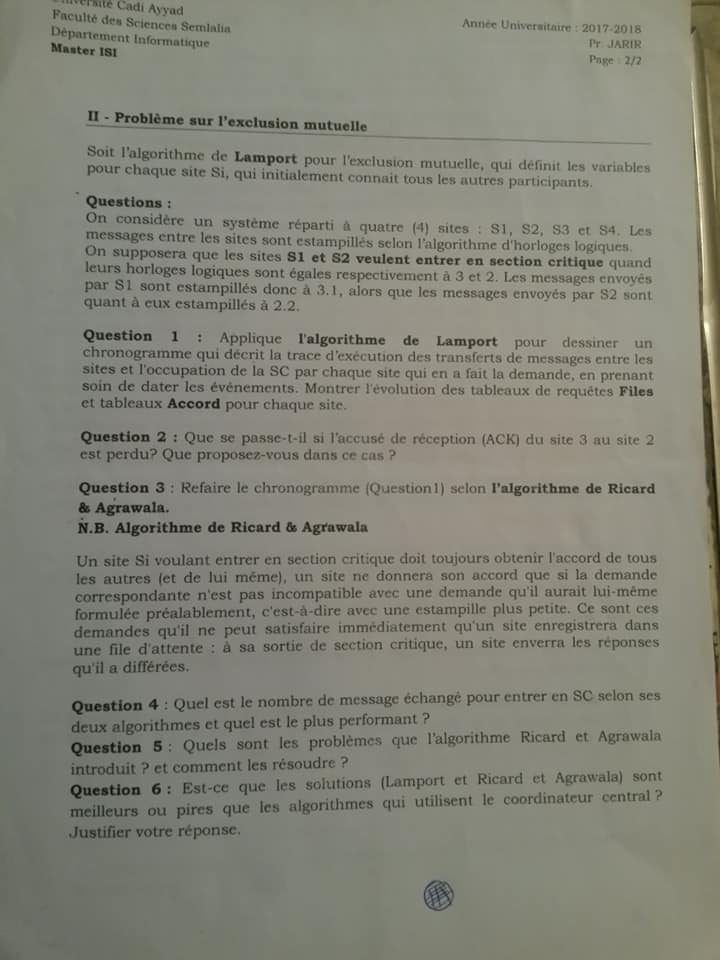 Université Cadi Ayyad
Faculté des Sciences Semlalia
Département Informatique
Master ISI
Année Universitaire : 2017-2018
Pr. JARIR
Page : 2/2
II - Problème sur l'exclusion mutuelle
Soit l'algorithme de Lamport pour l'exclusion mutuelle, qui définit les variables
pour chaque site Si, qui initialement connait tous les autres participants.
Questions :
On considère un système réparti à quatre (4) sites : S1, S2, S3 et S4. Les
messages entre les sites sont estampillés selon l'algorithme d'horloges logiques.
On supposera que les sites S1 et S2 veulent entrer en section critique quand
leurs horloges logiques sont égales respectivement à 3 et 2. Les messages envoyés
par S1 sont estampillés donc à 3.1, alors que les messages envoyés par S2 sont
quant à eux estampillés à 2.2.
Question 1 : Applique l'algorithme de Lamport pour dessiner un
chronogramme qui décrit la trace d'exécution des transferts de messages entre les
sites et l'occupation de la SC par chaque site qui en a fait la demande, en prenant
soin de dater les événements. Montrer l'évolution des tableaux de requêtes Files
et tableaux Accord pour chaque site.
Question 2 : Que se passe-t-il si l'accusé de réception (ACK) du site 3 au site 2
est perdu? Que proposez-vous dans ce cas ?
Question 3 : Refaire le chronogramme (Question1) selon l'algorithme de Ricard
& Agrawala.
N.B. Algorithme de Ricard & Agrawala
Un site Si voulant entrer en section critique doit toujours obtenir l'accord de tous
les autres (et de lui même), un site ne donnera son accord que si la demande
correspondante n'est pas incompatible avec une demande qu'il aurait lui-même
formulée préalablement, c'est-à-dire avec une estampille plus petite. Ce sont ces
demandes qu'il ne peut satisfaire immédiatement qu'un site enregistrera dans
une file d'attente : à sa sortie de section critique, un site enverra les réponses
qu'il a différées.
Question 4 : Quel est le nombre de message échangé pour entrer en SC selon ses
deux algorithmes et quel est le plus performant ?
Question 5 : Quels sont les problèmes que l'algorithme Ricard et Agrawala
introduit ? et comment les résoudre ?
Question 6 : Est-ce que les solutions (Lamport et Ricard et Agrawala) sont
meilleurs ou pires que les algorithmes qui utilisent le coordinateur central ?
Justifier votre réponse.